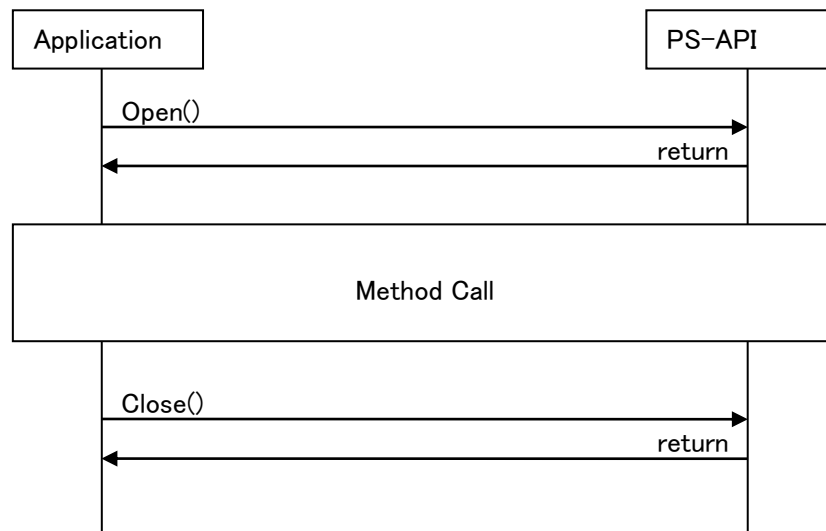 Application
PS-API
Open()
return
Method Call
Close()
return